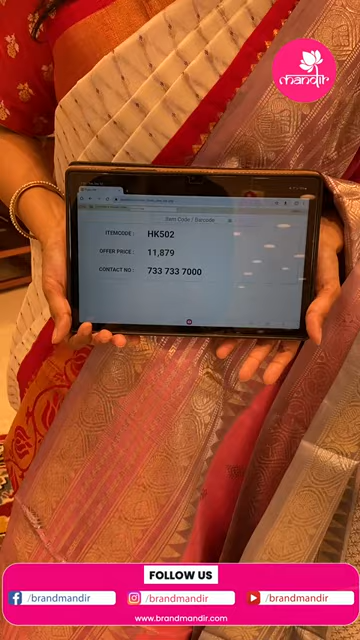 mandir
Item Code / Barcode
ITEMCODE : HK502
OFFER PRICE : 11,879
CONTACT NO : 733 733 7000
FOLLOW US
/brandmandir /brandmandir /brandmandir
www.brandmandir.com